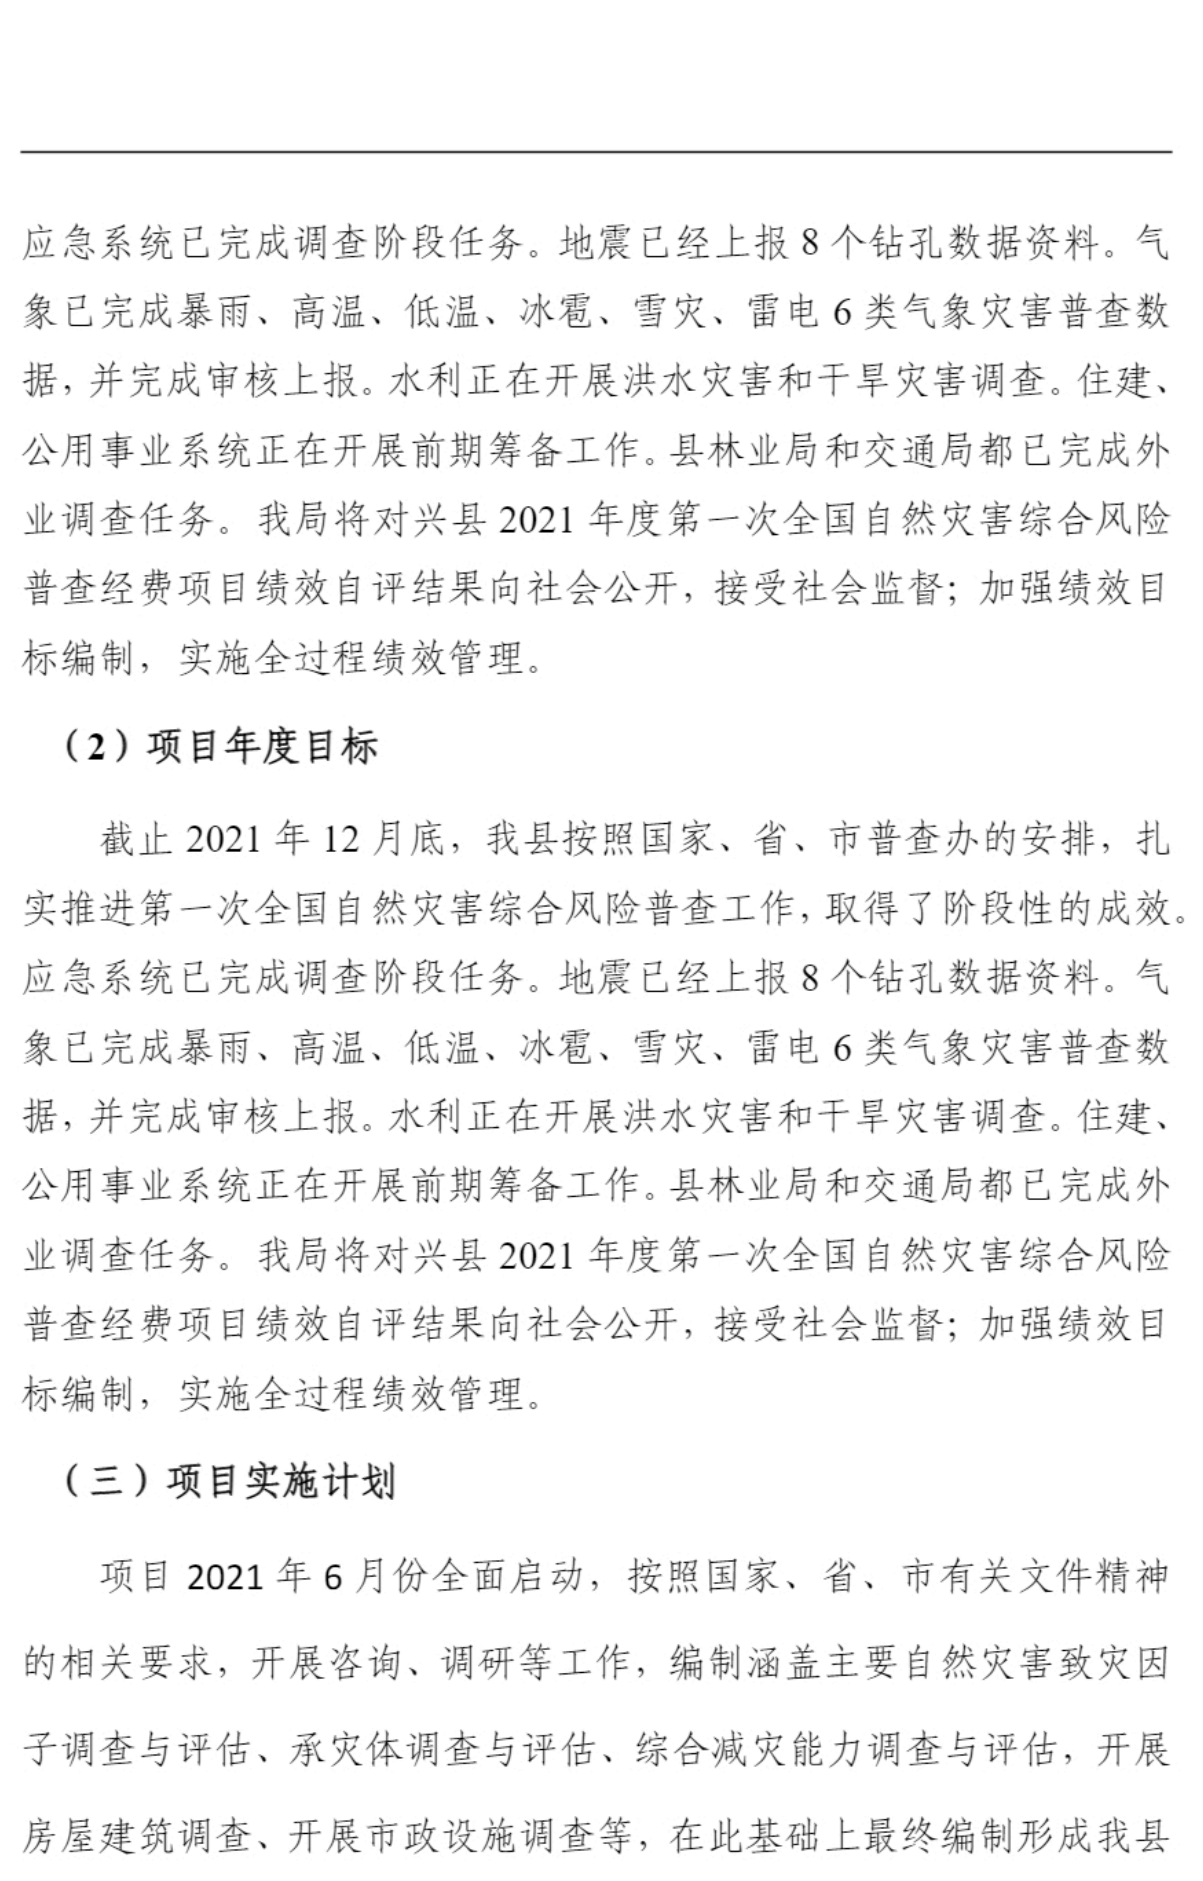 应急系统已完成调查阶段任务。地震已经上报 8 个钻孔数据资料。气
象已完成暴雨、高温、低温、冰雹、雪灾、雷电 6 类气象灾害普查数
据，并完成审核上报。水利正在开展洪水灾害和干旱灾害调查。住建、
公用事业系统正在开展前期筹备工作。县林业局和交通局都已完成外
业调查任务。我局将对兴县 2021 年度第一次全国自然灾害综合风险
普查经费项目绩效自评结果向社会公开，接受社会监督；加强绩效目
标编制，实施全过程绩效管理。
（2）项目年度目标
截止 2021 年 12 月底，我县按照国家、省、市普查办的安排，扎
实推进第一次全国自然灾害综合风险普查工作，取得了阶段性的成效。
应急系统已完成调查阶段任务。地震已经上报 8 个钻孔数据资料。气
象已完成暴雨、高温、低温、冰雹、雪灾、雷电 6 类气象灾害普查数
据，并完成审核上报。水利正在开展洪水灾害和干旱灾害调查。住建、
公用事业系统正在开展前期筹备工作。县林业局和交通局都已完成外
业调查任务。我局将对兴县 2021 年度第一次全国自然灾害综合风险
普查经费项目绩效自评结果向社会公开，接受社会监督；加强绩效目
标编制，实施全过程绩效管理。
（三）项目实施计划
项目 2021 年 6 月份全面启动，按照国家、省、市有关文件精神
的相关要求，开展咨询、调研等工作，编制涵盖主要自然灾害致灾因
子调查与评估、承灾体调查与评估、综合减灾能力调查与评估，开展
房屋建筑调查、开展市政设施调查等，在此基础上最终编制形成我县